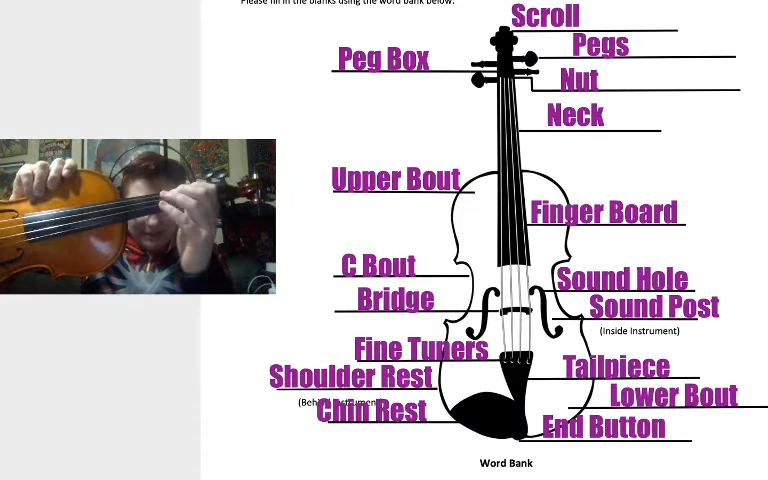 Please fill in the blanks using the word bank below.
Scroll
Pegs
Peg Box
Nut
Neck
Upper Bout
Finger Board
C Bout
Sound Hole
Bridge
Sound Post
(Inside Instrument)
Fine Tuners
Tailpiece
Shoulder Rest
Lower Bout
Chin Rest
End Button
Word Bank